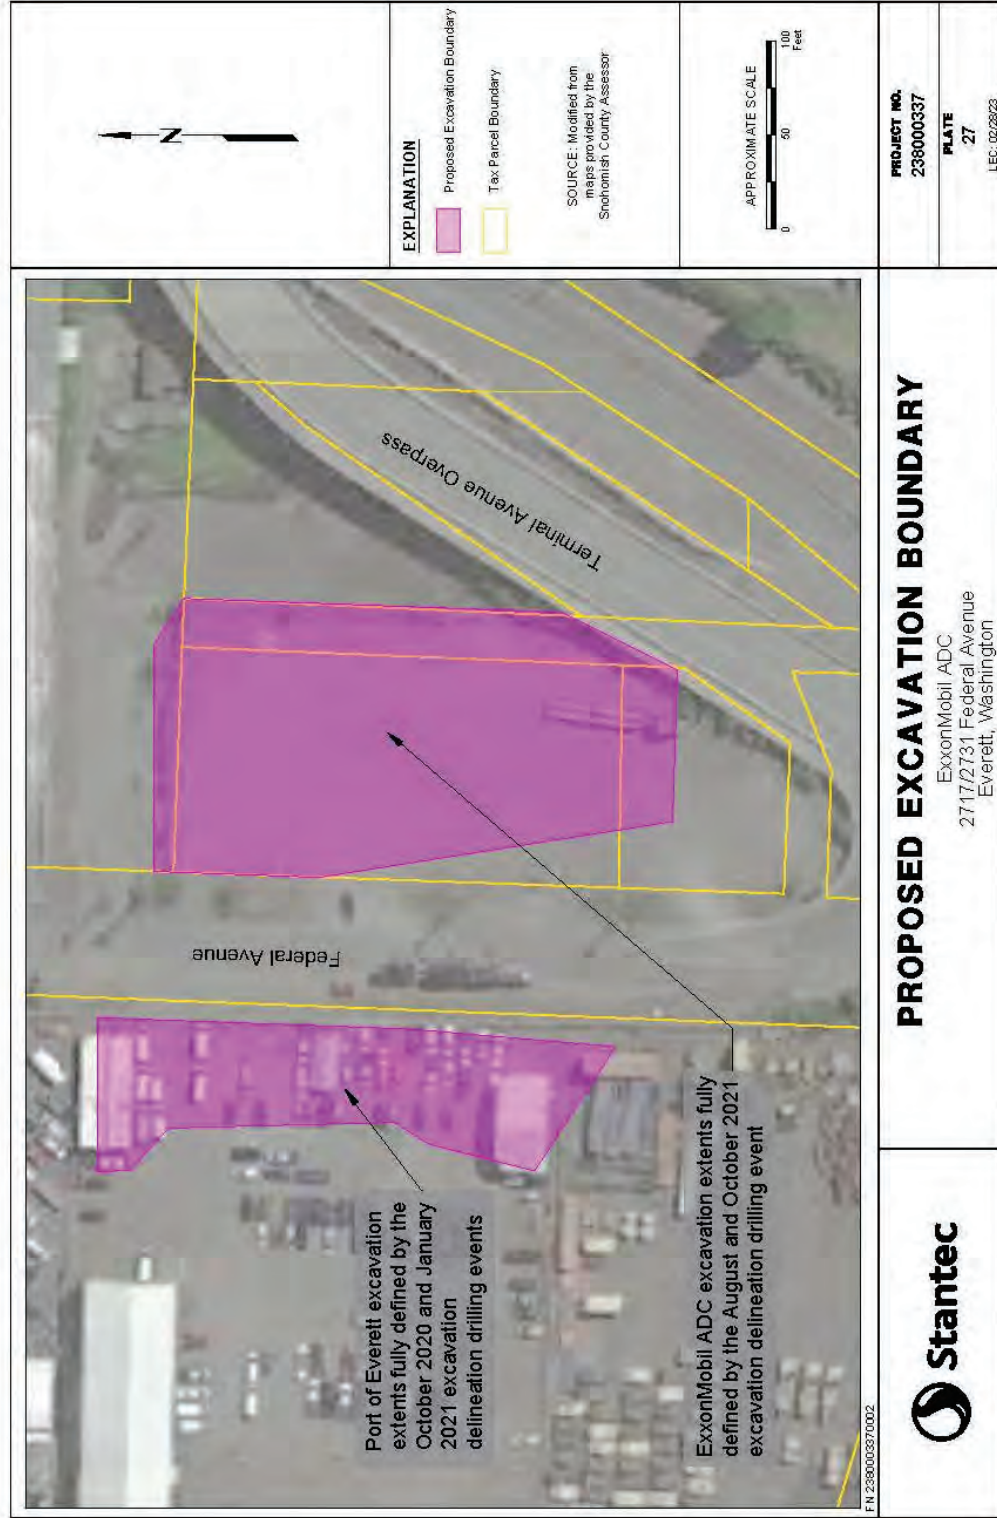 Federal Avenue
Terminal Avenue Overpass
Port of Everett excavation
extents fully defined by the
October 2020 and January
2021 excavation
delineation drilling events
ExxonMobil ADC excavation extents fully
defined by the August and October 2021
excavation delineation drilling event
N
EXPLANATION
Proposed Excavation Boundary
Tax Parcel Boundary
SOURCE: Modified from
maps provided by the
Snohomish County Assessor
APPROXIMATE SCALE
0 50 100
Feet
FN 2380003370002
Stantec
PROPOSED EXCAVATION BOUNDARY
ExxonMobil ADC
2717/2731 Federal Avenue
Everett, Washington
PROJECT NO.
238000337
PLATE
27
LEC: 02/28/23